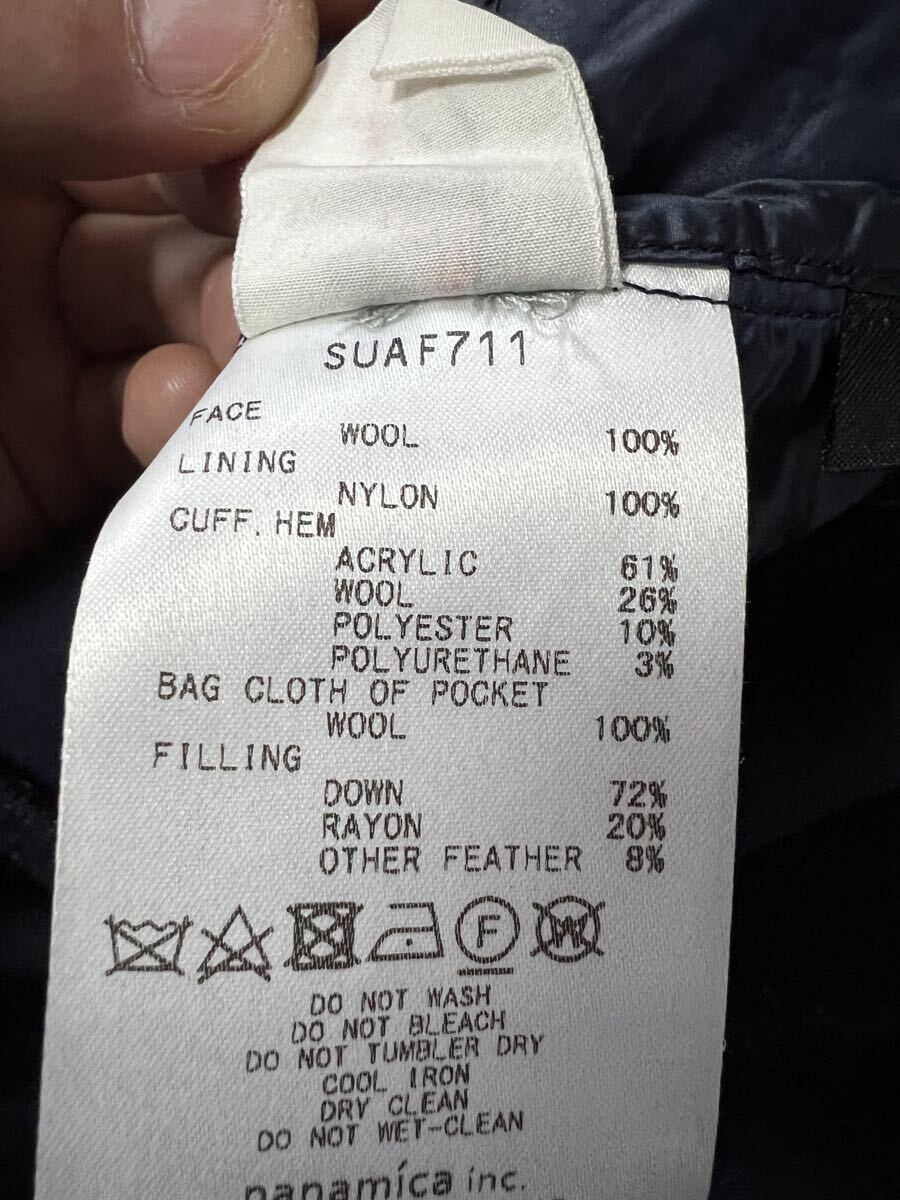 SUAF711
FACE
WOOL 100%
LINING
NYLON 100%
CUFF. HEM
ACRYLIC 61%
WOOL 26%
POLYESTER 10%
POLYURETHANE 3%
BAG CLOTH OF POCKET
WOOL 100%
FILLING
DOWN 72%
RAYON 20%
OTHER FEATHER 8%
F W
DO NOT WASH
DO NOT BLEACH
DO NOT TUMBLER DRY
COOL IRON
DRY CLEAN
DO NOT WET-CLEAN
nanamica inc.